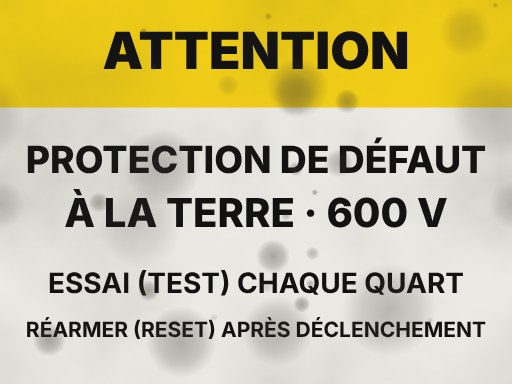 ATTENTION
PROTECTION DE DÉFAUT
À LA TERRE · 600 V
ESSAI (TEST) CHAQUE QUART
RÉARMER (RESET) APRÈS DÉCLENCHEMENT